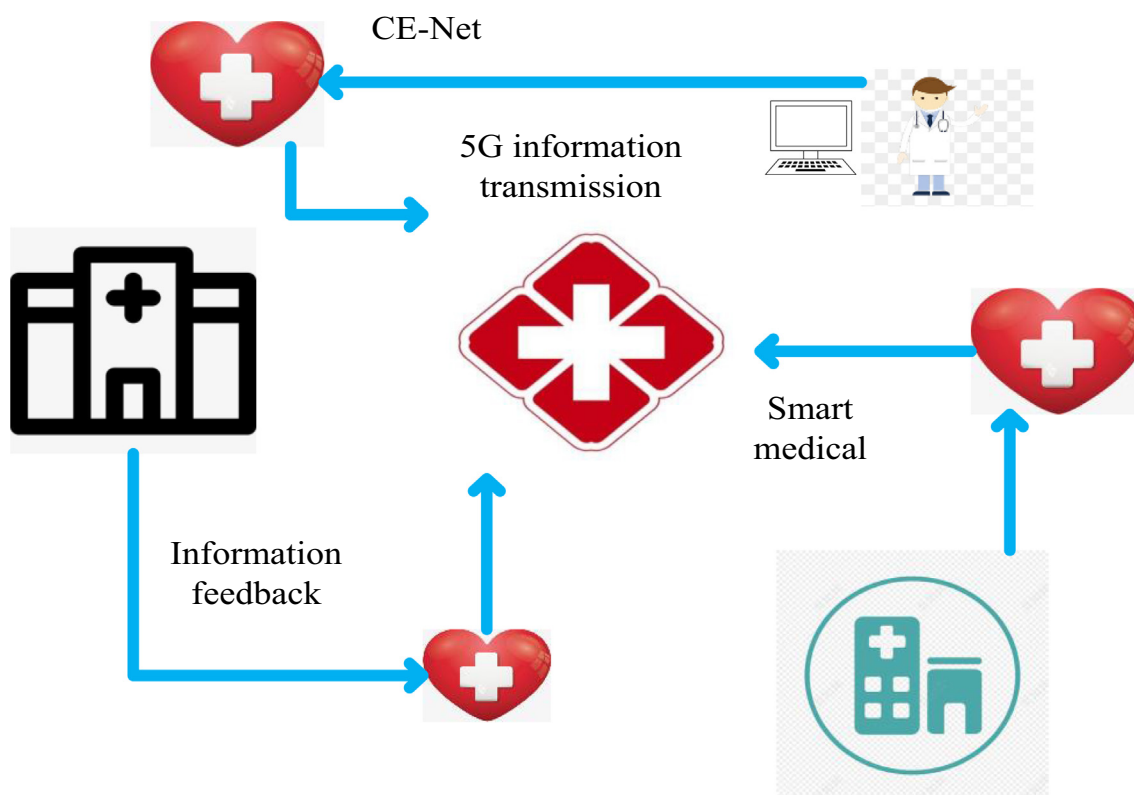 CE-Net
5G information
transmission
Smart
medical
Information
feedback